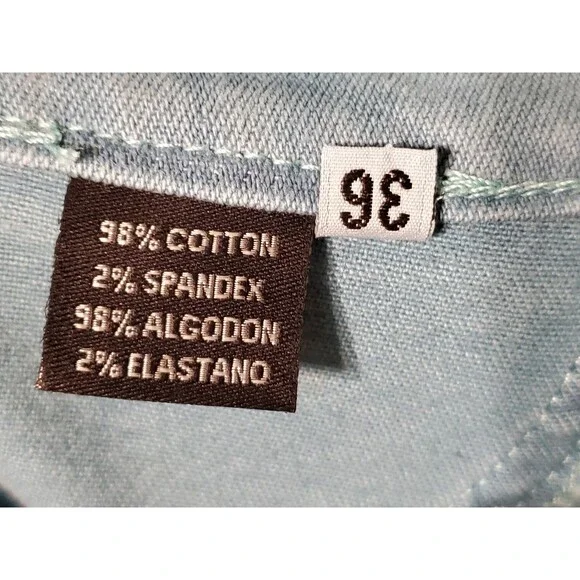 36
98% COTTON
2% SPANDEX
98% ALGODON
2% ELASTANO